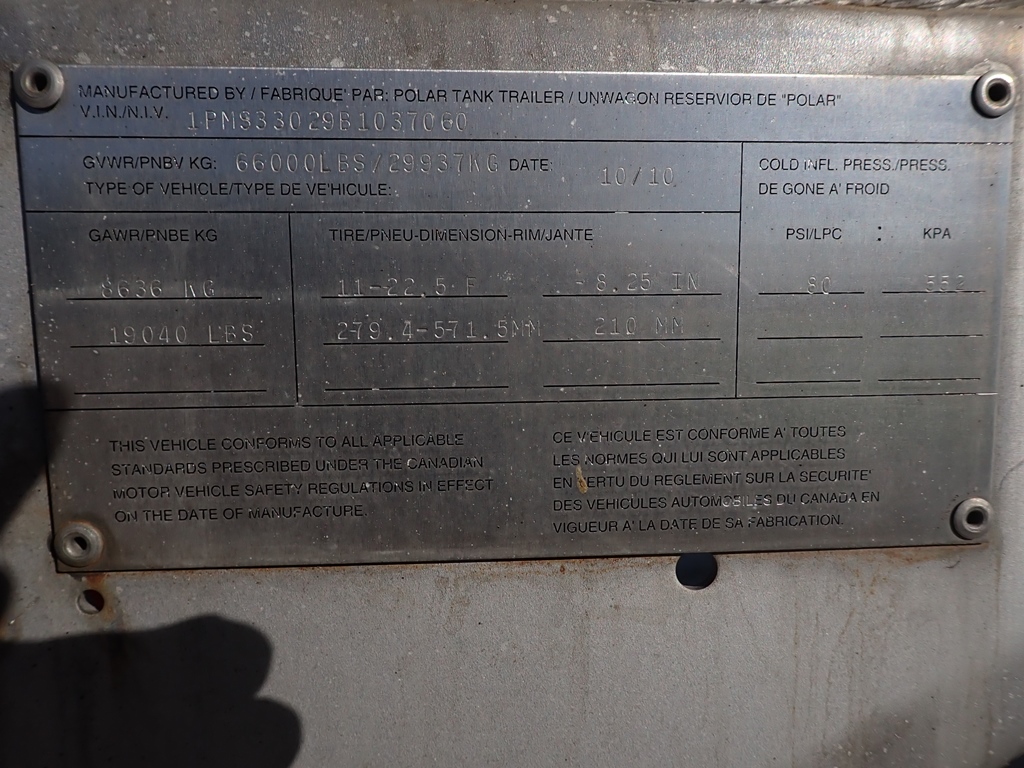 MANUFACTURED BY / FABRIQUE' PAR: POLAR TANK TRAILER / UNWAGON RESERVIOR DE "POLAR"
V.I.N./N.I.V. 1PMS33029B1037060
GVWR/PNBV KG: 66000LBS/29937KG DATE: 10/10
TYPE OF VEHICLE/TYPE DE VE'HICULE:
COLD INFL. PRESS./PRESS.
DE GONE A' FROID
GAWR/PNBE KG TIRE/PNEU-DIMENSION-RIM/JANTE PSI/LPC : KPA
8636 KG 11-22.5 F - 8.25 IN 80 552
19040 LBS 279.4-571.5MM 210 MM
THIS VEHICLE CONFORMS TO ALL APPLICABLE
STANDARDS PRESCRIBED UNDER THE CANADIAN
MOTOR VEHICLE SAFETY REGULATIONS IN EFFECT
ON THE DATE OF MANUFACTURE.
CE VEHICULE EST CONFORME A' TOUTES
LES NORMES QUI LUI SONT APPLICABLES
EN VERTU DU REGLEMENT SUR LA SECURITE'
DES VEHICULES AUTOMOBILES DU CANADA EN
VIGUEUR A' LA DATE DE SA FABRICATION.